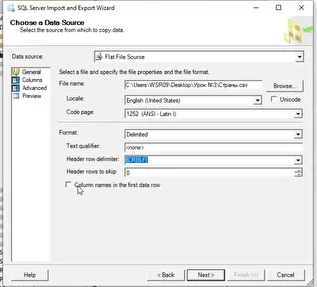 SQL Server Import and Export Wizard
Choose a Data Source
Select the source from which to copy data.
Data source: Flat File Source
General
Columns
Advanced
Preview
Select a file and specify the file properties and the file format.
File name: C:\Users\WSR09\Desktop\Урок №3\Страны.csv Browse...
Locale: English (United States) Unicode
Code page: 1252 (ANSI - Latin I)
Format: Delimited
Text qualifier: <none>
Header row delimiter: {CR}{LF}
Header rows to skip: 0
Column names in the first data row
Help < Back Next > Finish >>| Cancel